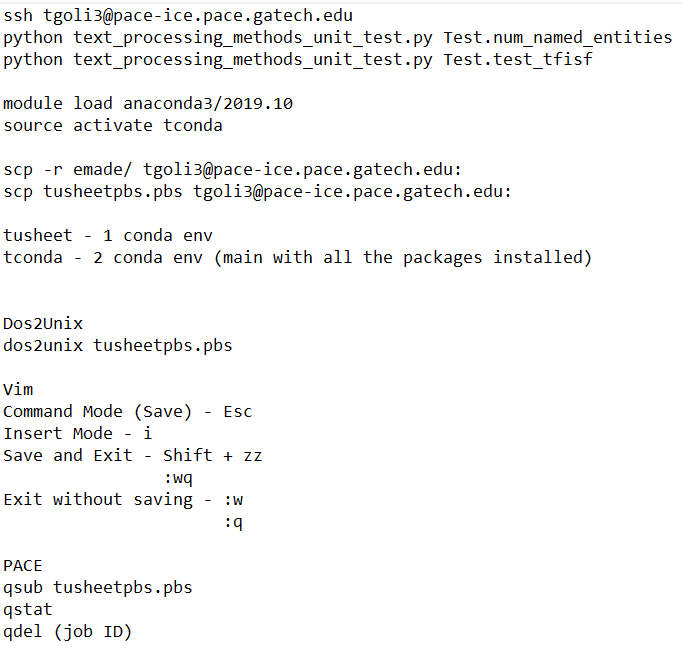 ssh tgoli3@pace-ice.pace.gatech.edu
python text_processing_methods_unit_test.py Test.num_named_entities
python text_processing_methods_unit_test.py Test.test_tfisf
module load anaconda3/2019.10
source activate tconda
scp -r emade/ tgoli3@pace-ice.pace.gatech.edu:
scp tusheetpbs.pbs tgoli3@pace-ice.pace.gatech.edu:
tusheet - 1 conda env
tconda - 2 conda env (main with all the packages installed)
Dos2Unix
dos2unix tusheetpbs.pbs
Vim
Command Mode (Save) - Esc
Insert Mode - i
Save and Exit - Shift + zz
:wq
Exit without saving - :w
:q
PACE
qsub tusheetpbs.pbs
qstat
qdel (job ID)